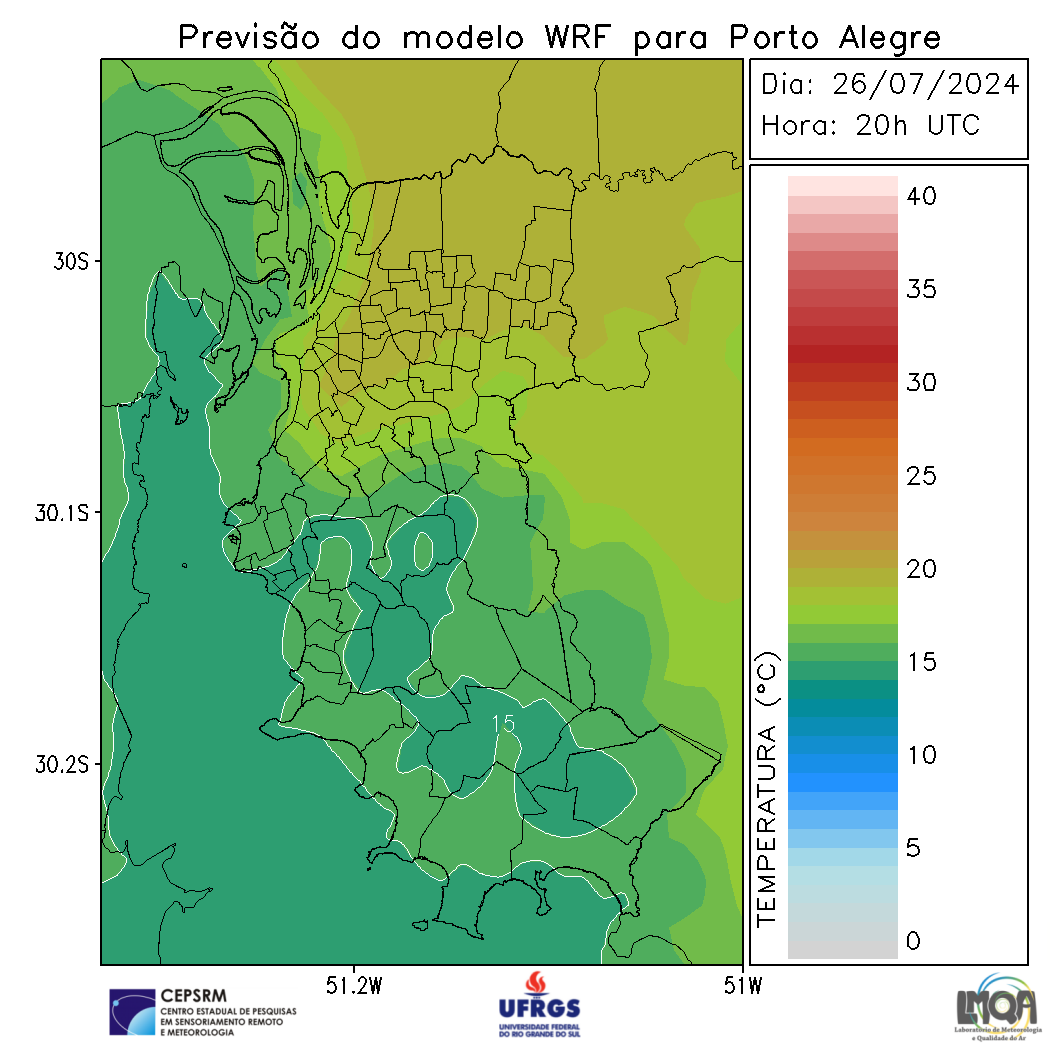 Previsão do modelo WRF para Porto Alegre
Dia: 26/07/2024
Hora: 20h UTC
40
35
30
25
20
15
10
5
0
TEMPERATURA (°C)
30S
30.1S
30.2S
15
51.2W
51W
CEPSRM
CENTRO ESTADUAL DE PESQUISAS
EM SENSORIAMENTO REMOTO
E METEOROLOGIA
UFRGS
UNIVERSIDADE FEDERAL
DO RIO GRANDE DO SUL
LMQA
Laboratório de Meteorologia
e Qualidade do Ar